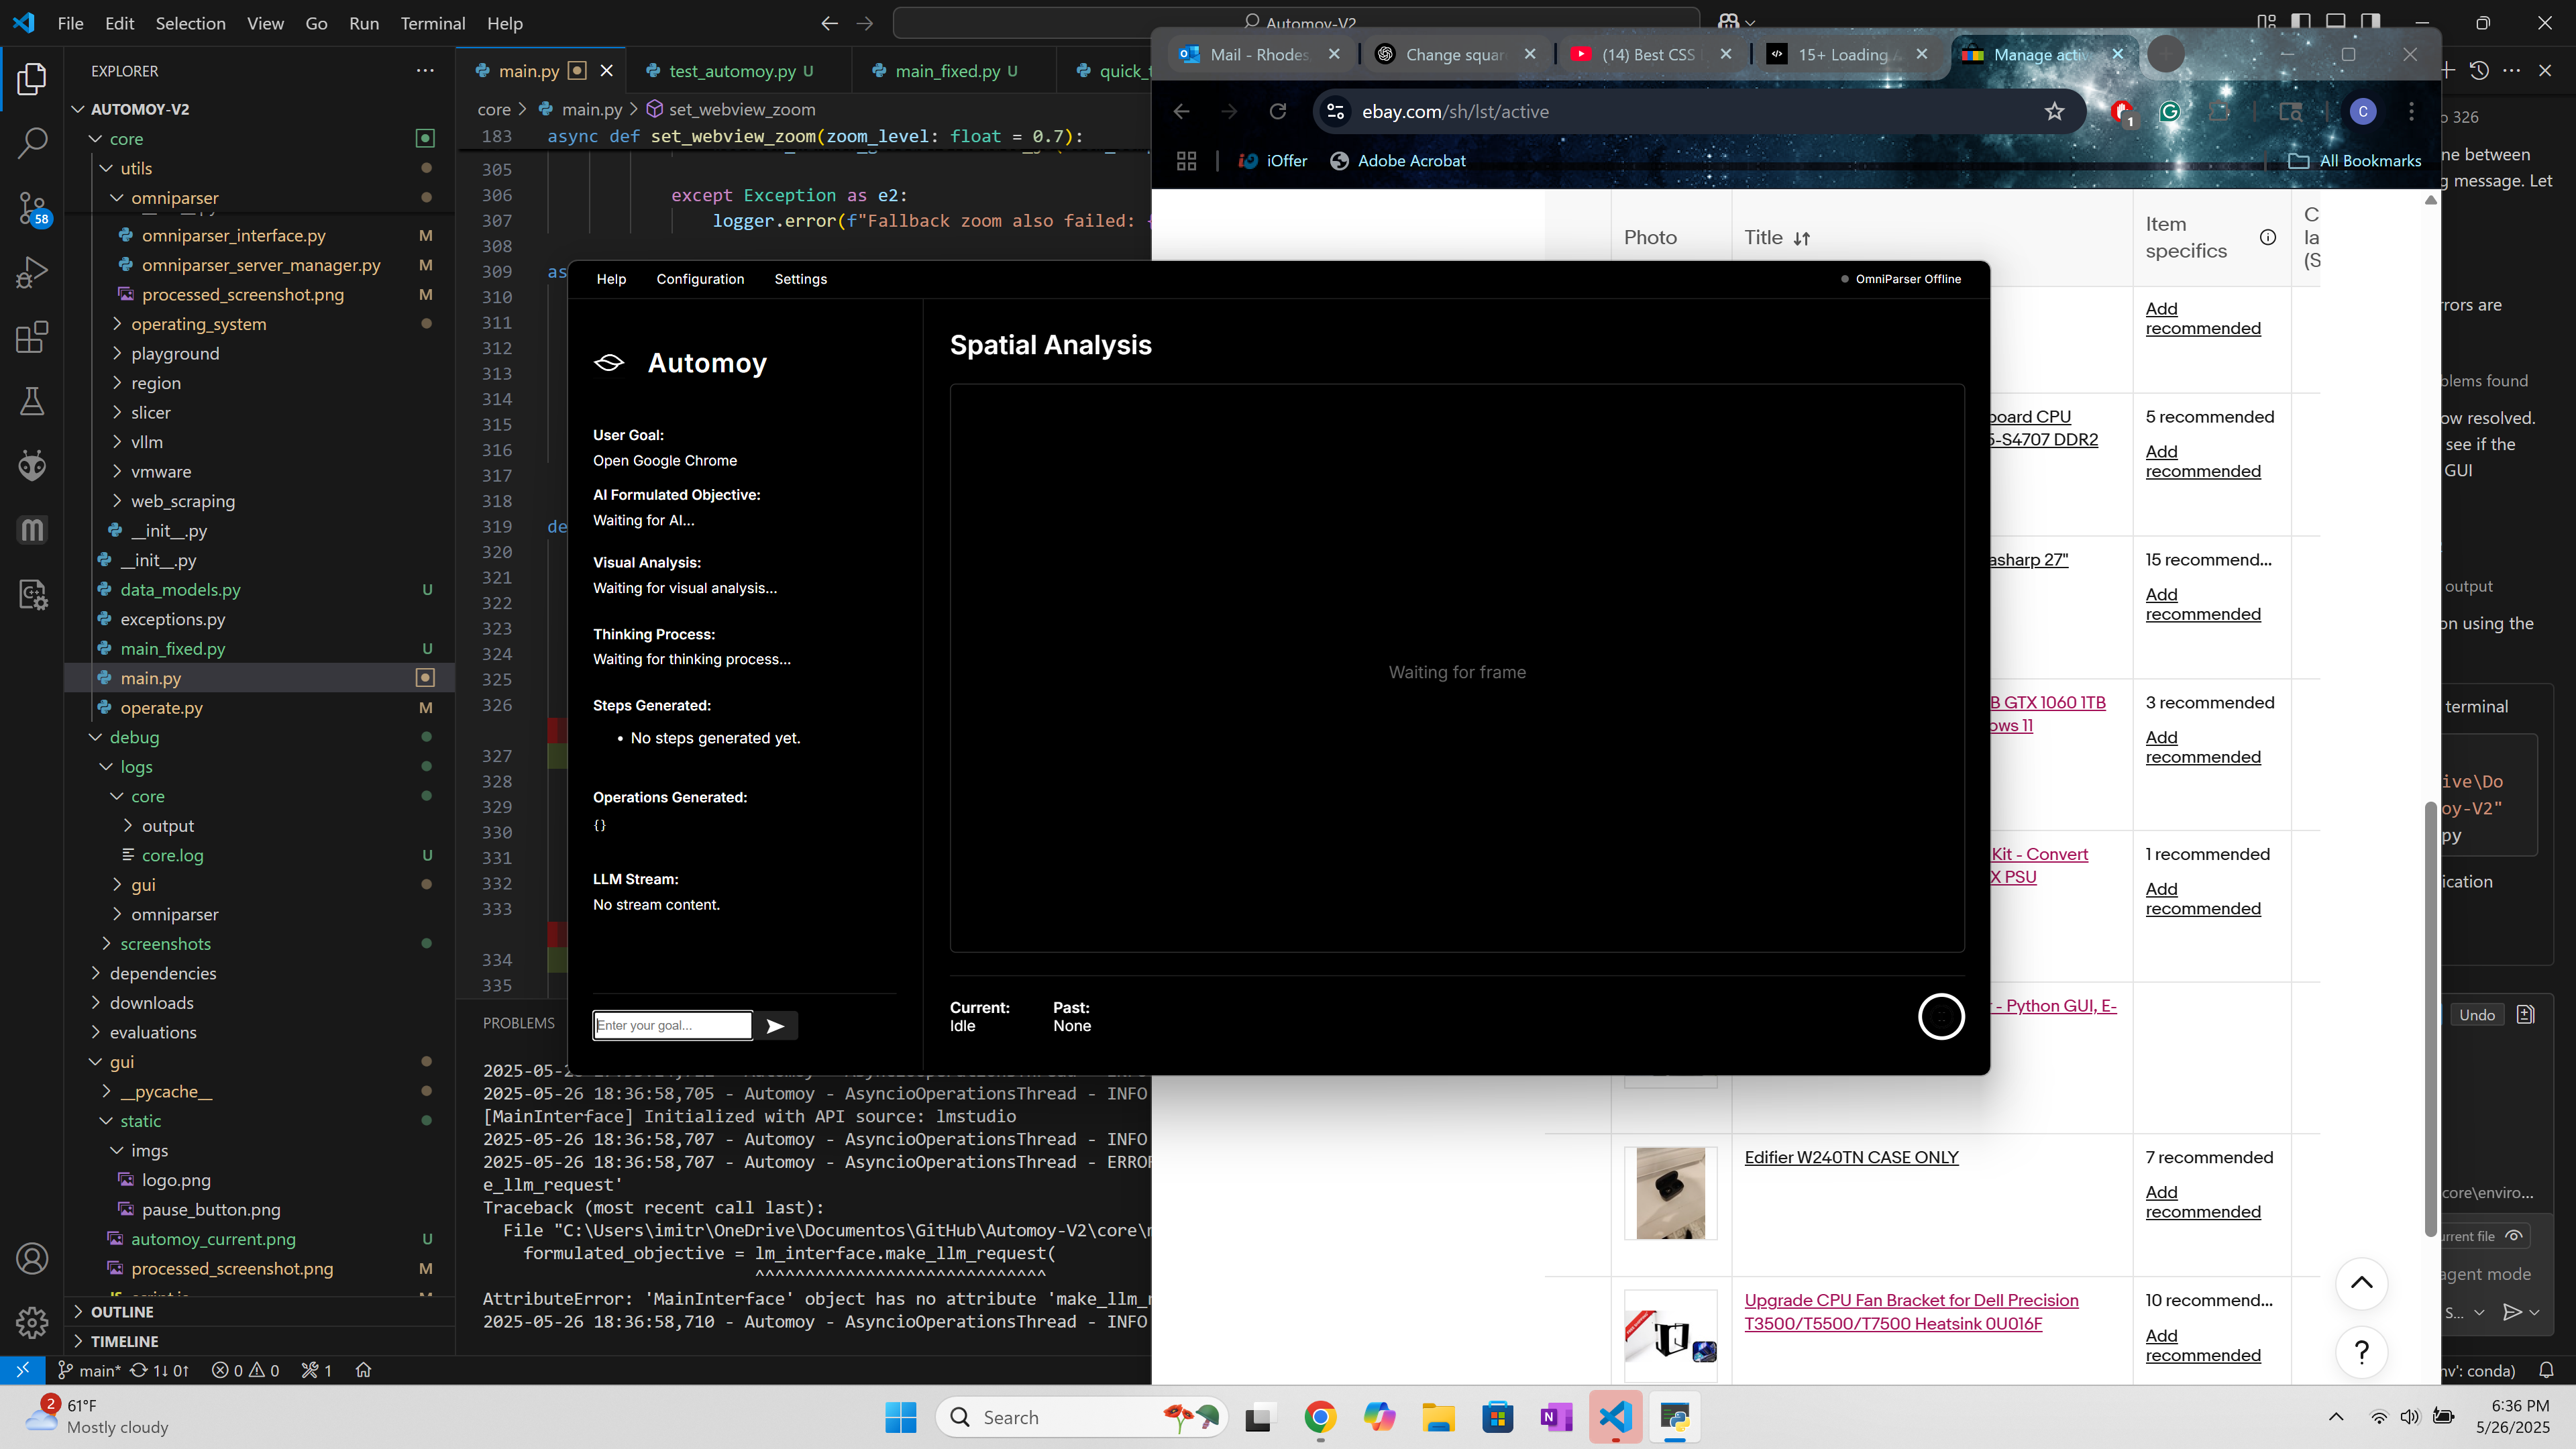 File Edit Selection View Go Run Terminal Help
Automoy-V2
EXPLORER
AUTOMOY-V2
core
utils
omniparser
omniparser_interface.py M
omniparser_server_manager.py M
processed_screenshot.png M
operating_system
playground
region
slicer
vllm
vmware
web_scraping
__init__.py
__init__.py
data_models.py U
exceptions.py
main_fixed.py U
main.py
operate.py M
debug
logs
core
output
core.log U
gui
omniparser
screenshots
dependencies
downloads
evaluations
gui
__pycache__
static
imgs
logo.png
pause_button.png
automoy_current.png U
processed_screenshot.png M
OUTLINE
TIMELINE
58
main.py
test_automoy.py U
main_fixed.py U
core > main.py > set_webview_zoom
183 async def set_webview_zoom(zoom_level: float = 0.7):
305
306 except Exception as e2:
307 logger.error(f"Fallback zoom also failed:
308
309
310
311
312
313
314
315
316
317
318
319
320
321
322
323
324
325
326
327
328
329
330
331
332
333
334
335
PROBLEMS
2025-05-26 18:36:58,705 - Automoy - AsyncioOperationsThread - INFO
[MainInterface] Initialized with API source: lmstudio
2025-05-26 18:36:58,707 - Automoy - AsyncioOperationsThread - INFO
2025-05-26 18:36:58,707 - Automoy - AsyncioOperationsThread - ERROR
e_llm_request'
Traceback (most recent call last):
File "C:\Users\imitr\OneDrive\Documentos\GitHub\Automoy-V2\core\
formulated_objective = lm_interface.make_llm_request(
^^^^^^^^^^^^^^^^^^^^^^^^^^^^^
AttributeError: 'MainInterface' object has no attribute 'make_llm_
2025-05-26 18:36:58,710 - Automoy - AsyncioOperationsThread - INFO
Help Configuration Settings
OmniParser Offline
Automoy
User Goal:
Open Google Chrome
AI Formulated Objective:
Waiting for AI...
Visual Analysis:
Waiting for visual analysis...
Thinking Process:
Waiting for thinking process...
Steps Generated:
• No steps generated yet.
Operations Generated:
{}
LLM Stream:
No stream content.
Enter your goal...
Spatial Analysis
Waiting for frame
Current:
Idle
Past:
None
Mail - Rhodes
Change squar
(14) Best CSS
15+ Loading
Manage activ
ebay.com/sh/lst/active
1
C
iOffer
Adobe Acrobat
All Bookmarks
Photo
Title
Item
specifics
Add
recommended
board CPU
5-S4707 DDR2
5 recommended
Add
recommended
asharp 27"
15 recommend...
Add
recommended
B GTX 1060 1TB
ows 11
3 recommended
Add
recommended
Kit - Convert
X PSU
1 recommended
Add
recommended
- Python GUI, E-
Edifier W240TN CASE ONLY
7 recommended
Add
recommended
Upgrade CPU Fan Bracket for Dell Precision
T3500/T5500/T7500 Heatsink 0U016F
10 recommend...
Add
recommended
?
326
ne between
message. Let
rrors are
blems found
ow resolved.
see if the
GUI
output
on using the
terminal
ive\Do
oy-V2"
py
ication
Undo
core\enviro...
urrent file
agent mode
S...
main* 1↓ 0↑ 0 0 1
conda)
2
61°F
Mostly cloudy
Search
6:36 PM
5/26/2025